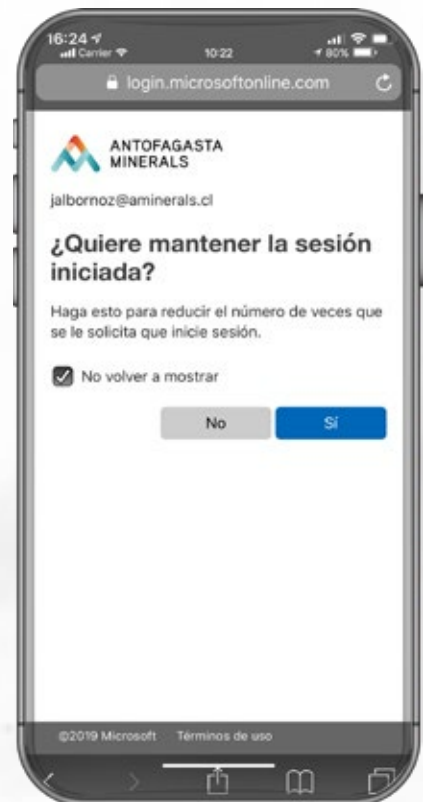 16:24
Carrier 10:22 80%
login.microsoftonline.com
ANTOFAGASTA
MINERALS
jalbornoz@aminerals.cl
¿Quiere mantener la sesión
iniciada?
Haga esto para reducir el número de veces que
se le solicita que inicie sesión.
No volver a mostrar
No Sí
©2019 Microsoft Términos de uso